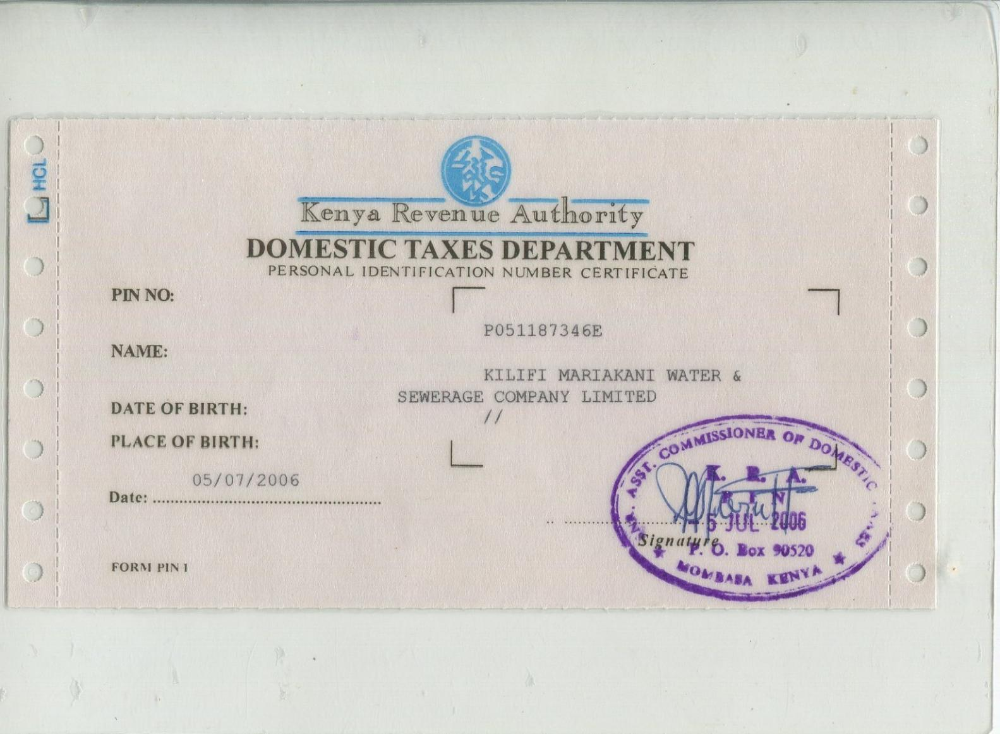 HCL
Kenya Revenue Authority
DOMESTIC TAXES DEPARTMENT
PERSONAL IDENTIFICATION NUMBER CERTIFICATE
PIN NO:
P051187346E
NAME:
KILIFI MARIAKANI WATER &
SEWERAGE COMPANY LIMITED
DATE OF BIRTH:
//
PLACE OF BIRTH:
05/07/2006
Date:
ASST. COMMISSIONER OF DOMESTIC
K. R. A.
P I N
5 JUL 2006
Signature
P. O. Box 90520
MOMBASA KENYA
FORM PIN 1